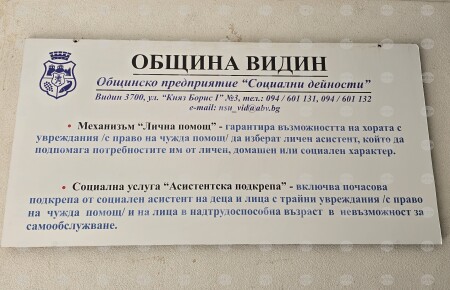 ОБЩИНА ВИДИН
Общинско предприятие “Социални дейности”
Видин 3700, ул. “Княз Борис I” №3, тел.: 094 / 601 131, 094 / 601 132
e-mail: nsu_vid@abv.bg
• Механизъм “Лична помощ” - гарантира възможността на хората с
увреждания /с право на чужда помощ/ да изберат личен асистент, който да
подпомага потребностите им от личен, домашен или социален характер.
• Социална услуга “Асистентска подкрепа” - включва почасова
подкрепа от социален асистент на деца и лица с трайни увреждания /с право
на чужда помощ/ и на лица в надтрудоспособна възраст в невъзможност за
самообслужване.